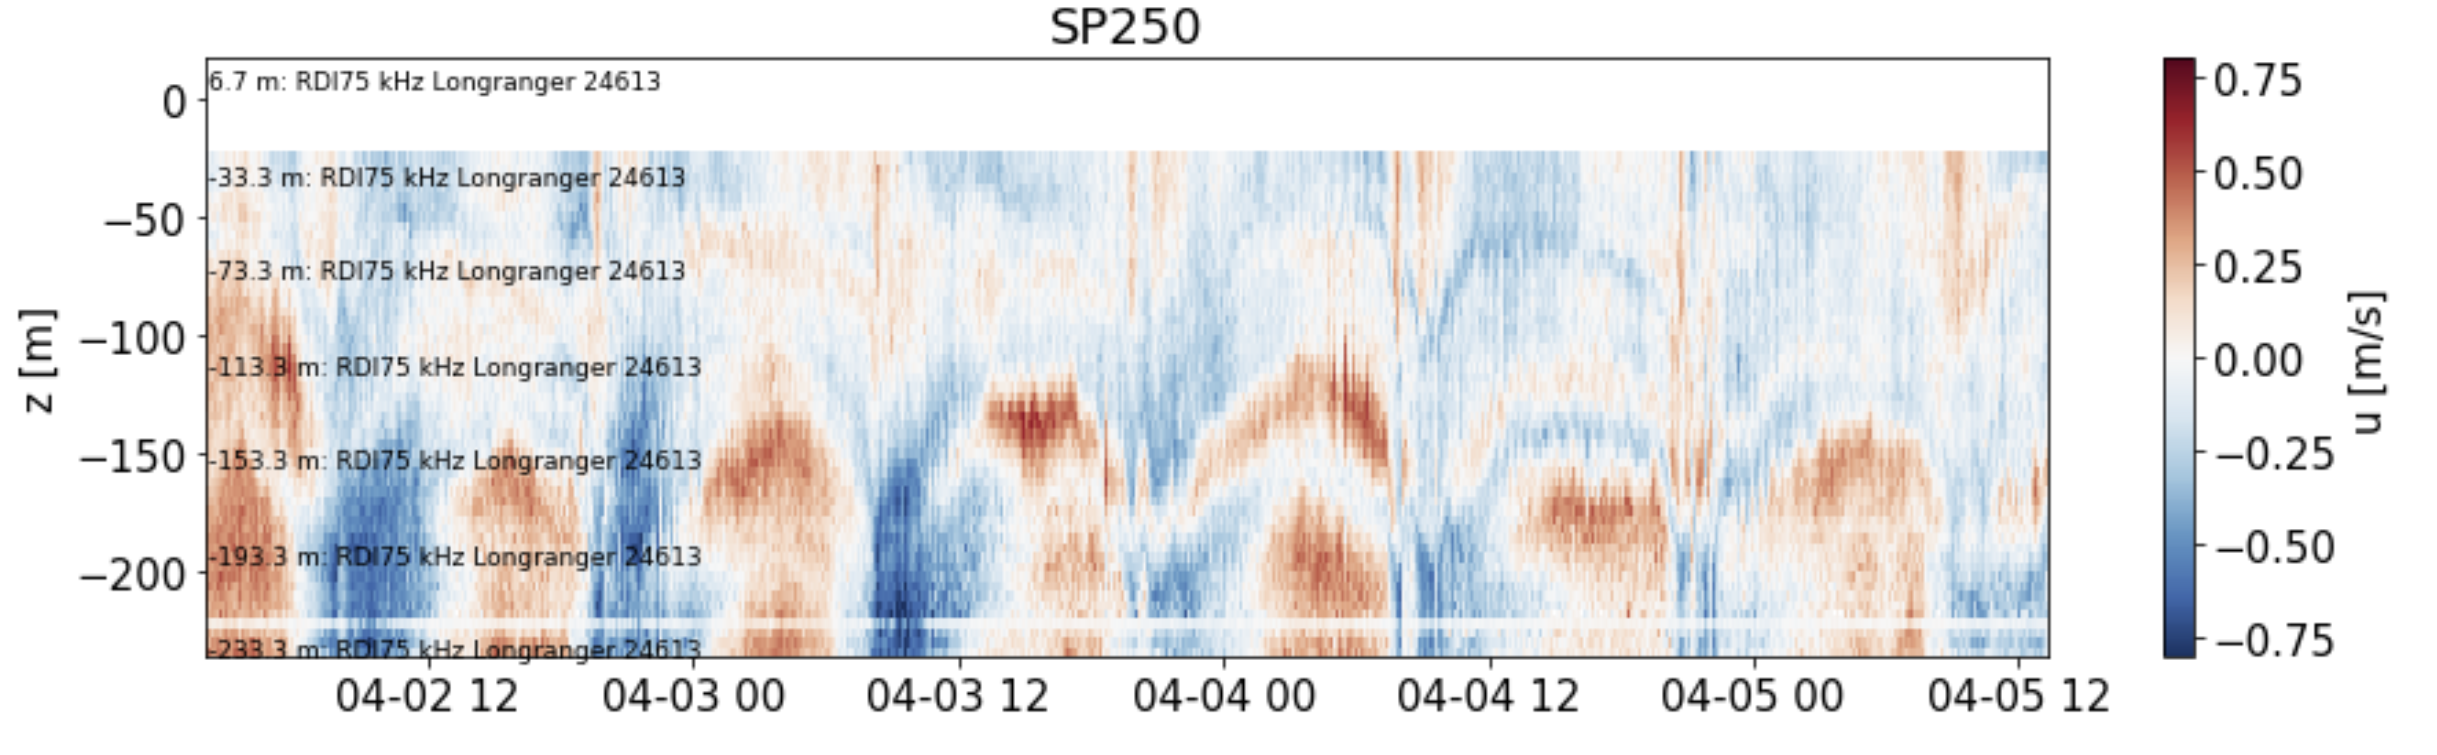 SP250
6.7 m: RDI75 kHz Longranger 24613
-33.3 m: RDI75 kHz Longranger 24613
-73.3 m: RDI75 kHz Longranger 24613
-113.3 m: RDI75 kHz Longranger 24613
-153.3 m: RDI75 kHz Longranger 24613
-193.3 m: RDI75 kHz Longranger 24613
-233.3 m: RDI75 kHz Longranger 24613
z [m]
0
−50
−100
−150
−200
04-02 12
04-03 00
04-03 12
04-04 00
04-04 12
04-05 00
04-05 12
0.75
0.50
0.25
0.00
−0.25
−0.50
−0.75
u [m/s]